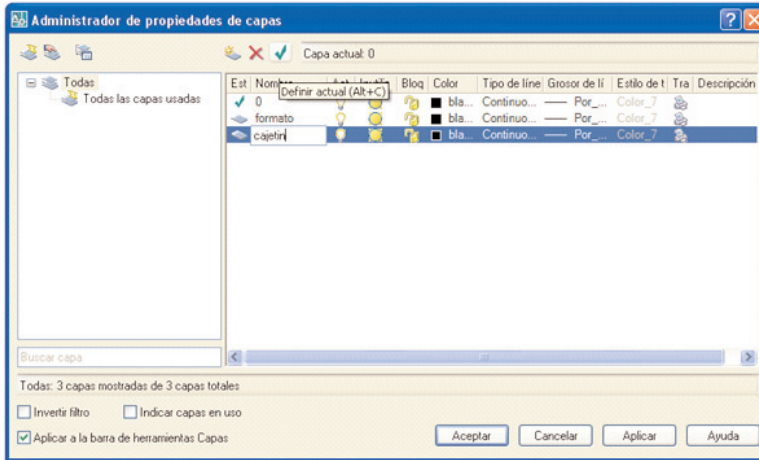 Administrador de propiedades de capas
Capa actual: 0
Todas
Todas las capas usadas
Est Nombre Bloq Color Tipo de líne Grosor de lí Estilo de t Tra Descripción
Definir actual (Alt+C)
0 bla... Continuo... Por_... Color_7
formato bla... Continuo... Por_... Color_7
cajetin bla... Continuo... Por_... Color_7
Buscar capa
Todas: 3 capas mostradas de 3 capas totales
Invertir filtro Indicar capas en uso
Aplicar a la barra de herramientas Capas
Aceptar Cancelar Aplicar Ayuda